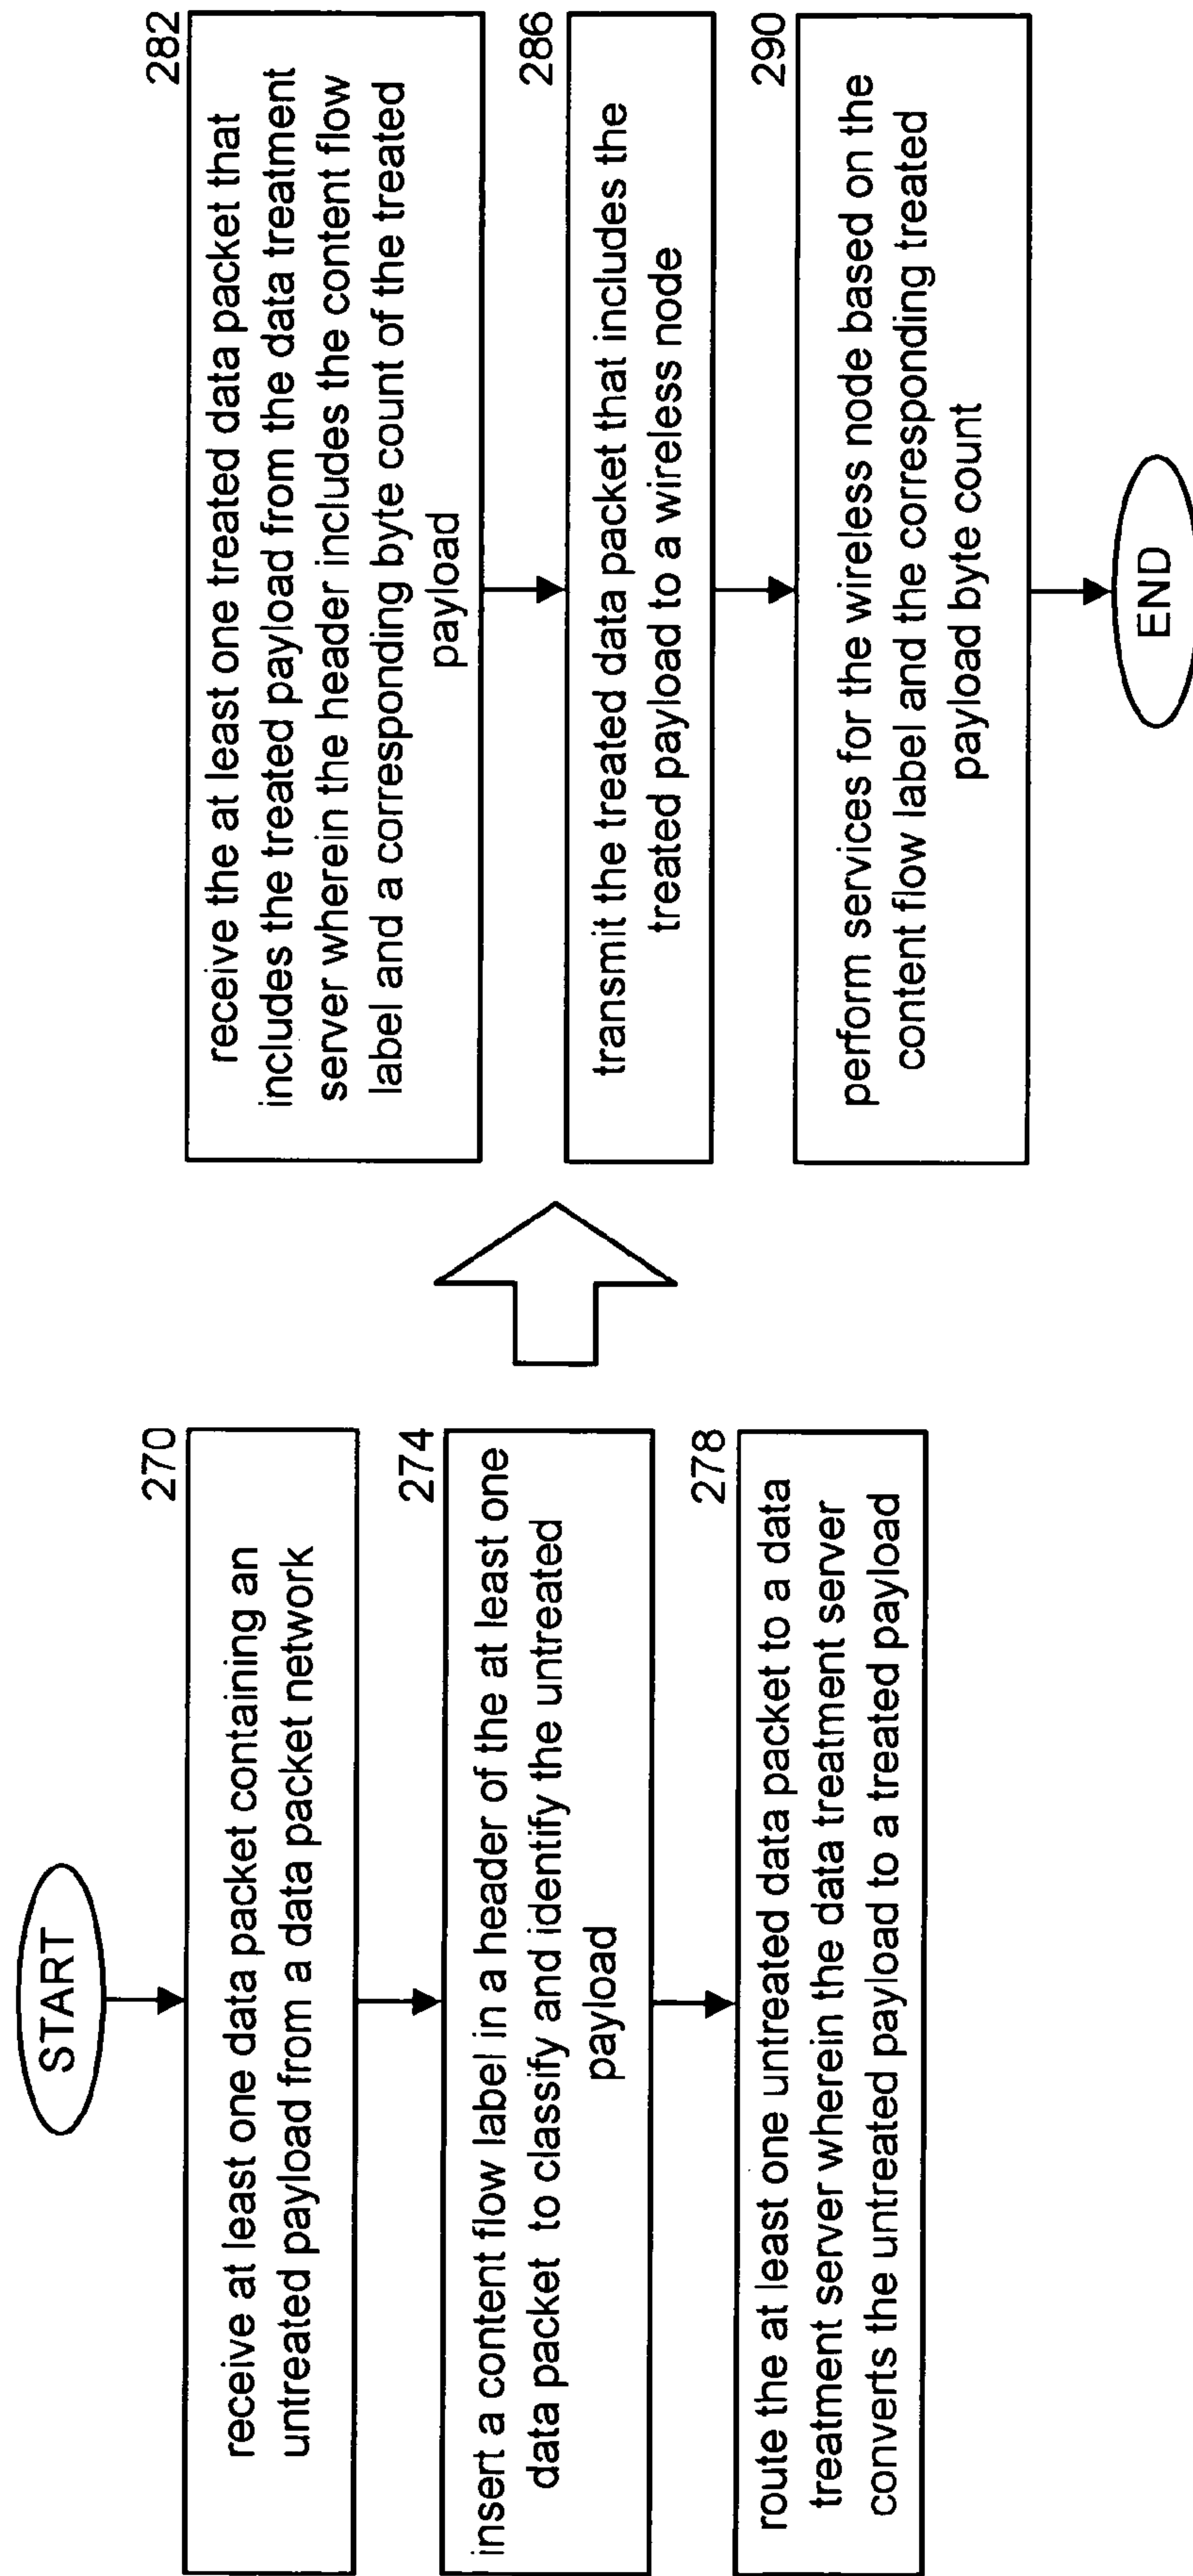 START
270
receive at least one data packet containing an
untreated payload from a data packet network
274
insert a content flow label in a header of the at least one
data packet to classify and identify the untreated
payload
278
route the at least one untreated data packet to a data
treatment server wherein the data treatment server
converts the untreated payload to a treated payload
282
receive the at least one treated data packet that
includes the treated payload from the data treatment
server wherein the header includes the content flow
label and a corresponding byte count of the treated
payload
286
transmit the treated data packet that includes the
treated payload to a wireless node
290
perform services for the wireless node based on the
content flow label and the corresponding treated
payload byte count
END